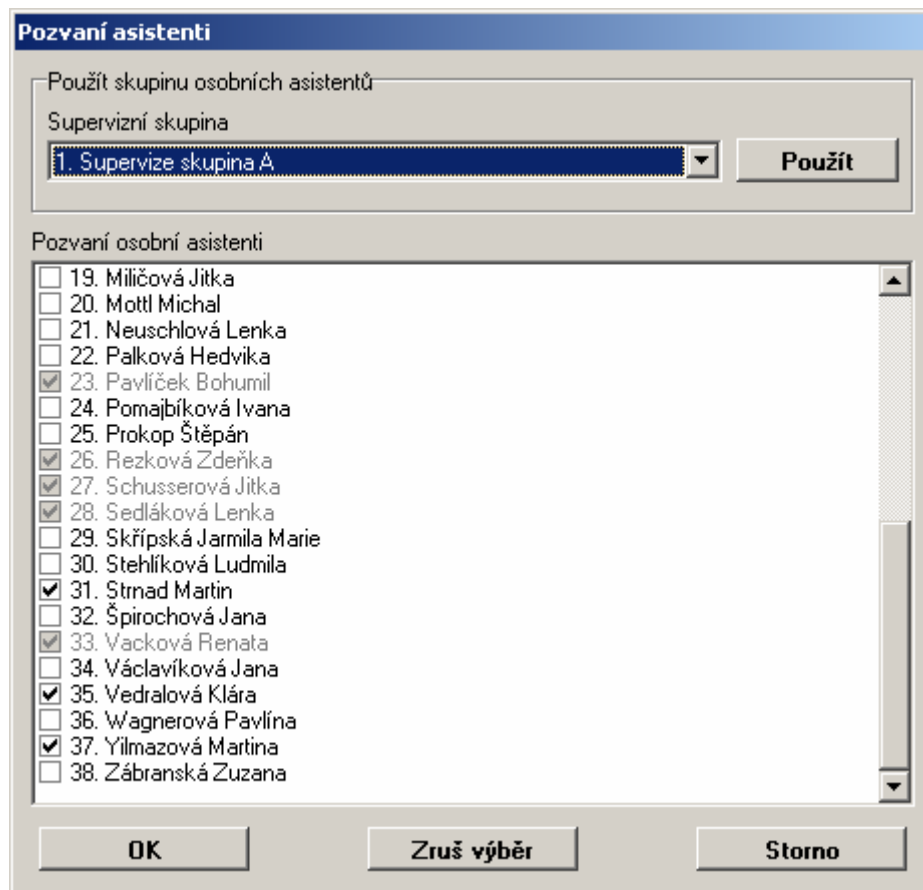 Pozvaní asistenti
Použít skupinu osobních asistentů
Supervizní skupina
1. Supervize skupina A
Použít
Pozvaní osobní asistenti
19. Miličová Jitka
20. Mottl Michal
21. Neuschlová Lenka
22. Palková Hedvika
23. Pavlíček Bohumil
24. Pomajbíková Ivana
25. Prokop Štěpán
26. Rezková Zdeňka
27. Schusserová Jitka
28. Sedláková Lenka
29. Skřípská Jarmila Marie
30. Stehlíková Ludmila
31. Strnad Martin
32. Špirochová Jana
33. Vacková Renata
34. Václavíková Jana
35. Vedralová Klára
36. Wagnerová Pavlína
37. Yilmazová Martina
38. Zábranská Zuzana
OK Zruš výběr Storno